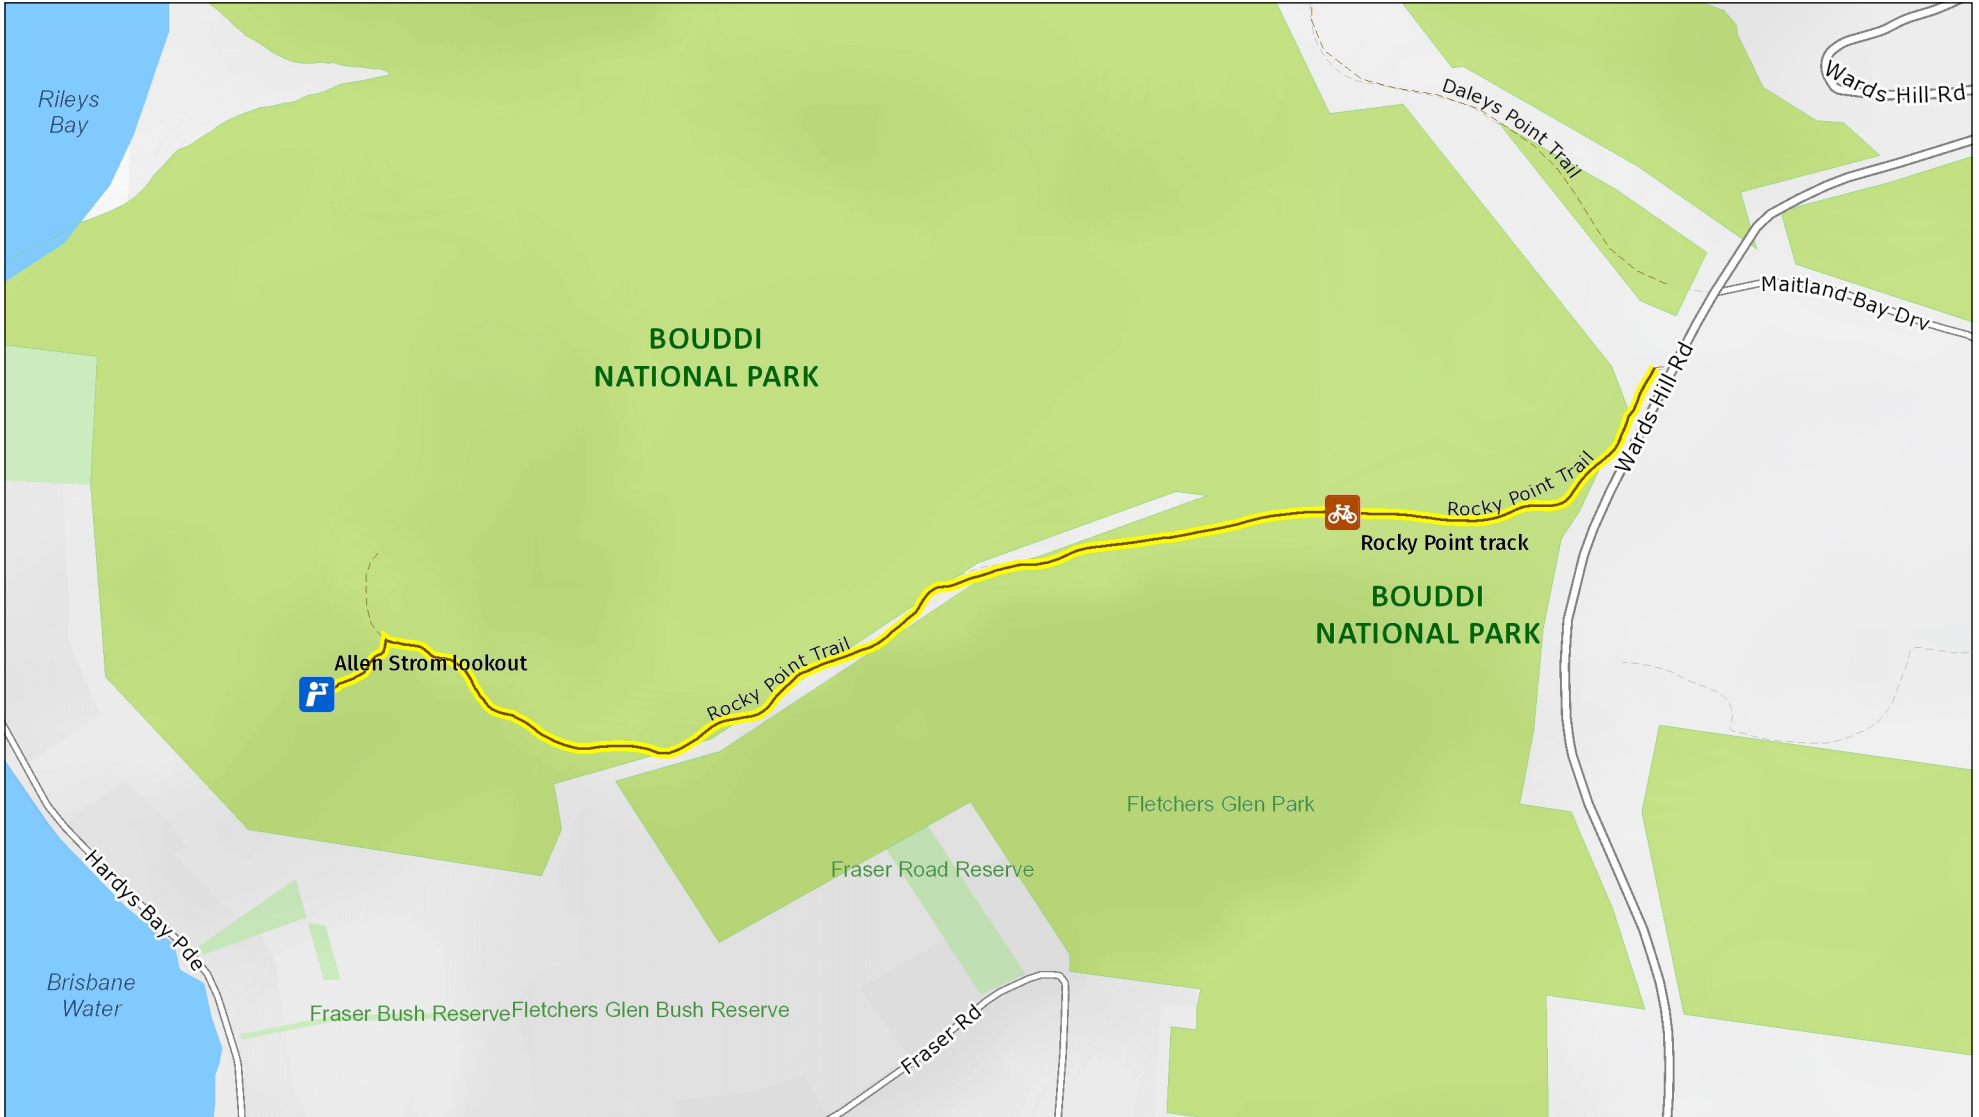 Rileys
Bay
Daleys Point Trail
Wards Hill Rd
Maitland Bay Drv
BOUDDI
NATIONAL PARK
Wards Hill Rd
Rocky Point Trail
Rocky Point track
BOUDDI
NATIONAL PARK
Allen Strom lookout
Rocky Point Trail
Fletchers Glen Park
Fraser Road Reserve
Hardys Bay Pde
Brisbane
Water
Fraser Bush Reserve
Fletchers Glen Bush Reserve
Fraser Rd